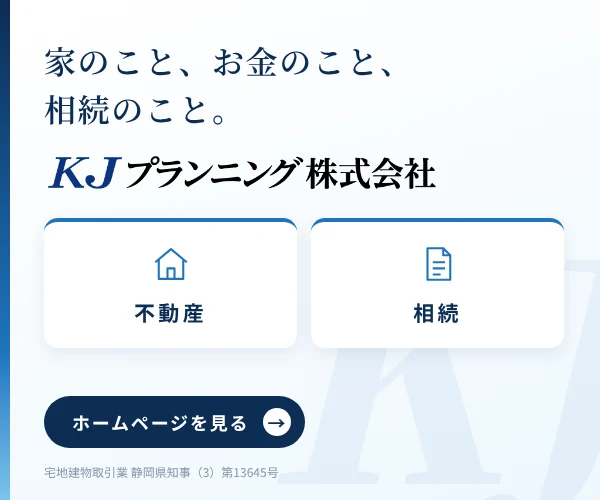 家のこと、お金のこと、
相続のこと。
KJプランニング株式会社
不動産
相続
ホームページを見る
宅地建物取引業 静岡県知事（3）第13645号
KJ